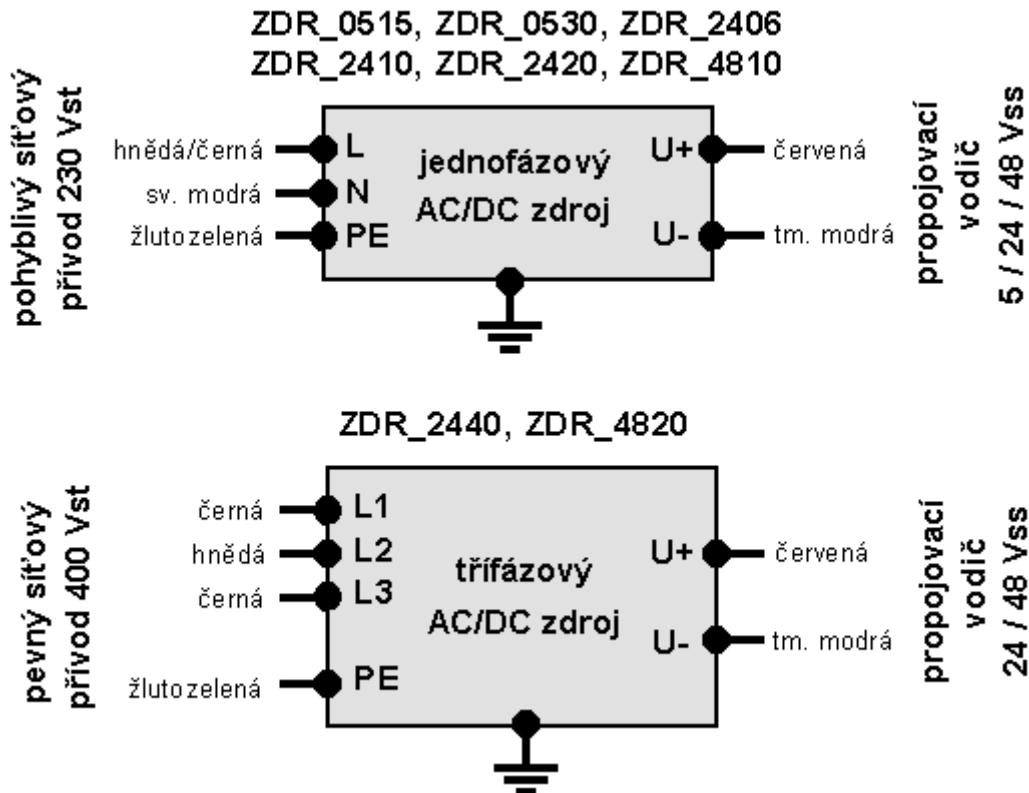 ZDR_0515, ZDR_0530, ZDR_2406
ZDR_2410, ZDR_2420, ZDR_4810
pohyblivý síťový
přívod 230 Vst
hnědá/černá
sv. modrá
žlutozelená
L
N
PE
jednofázový
AC/DC zdroj
U+
U-
červená
tm. modrá
propojovací
vodič
5 / 24 / 48 Vss
ZDR_2440, ZDR_4820
pevný síťový
přívod 400 Vst
černá
hnědá
černá
žlutozelená
L1
L2
L3
PE
třífázový
AC/DC zdroj
U+
U-
červená
tm. modrá
propojovací
vodič
24 / 48 Vss